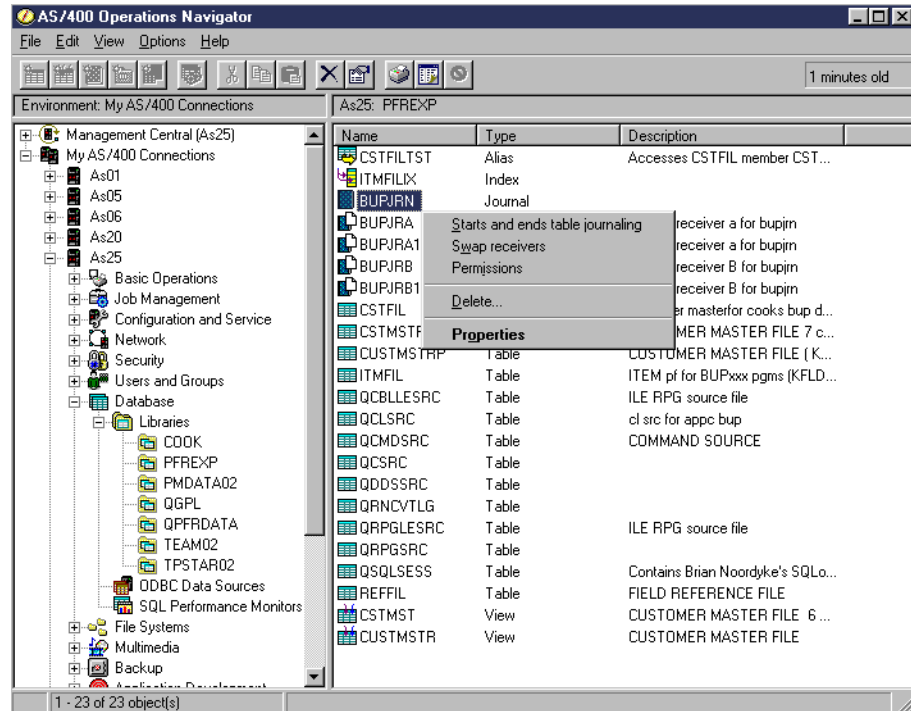 AS/400 Operations Navigator
File Edit View Options Help
1 minutes old
Environment: My AS/400 Connections
As25: PFREXP
Management Central (As25)
My AS/400 Connections
As01
As05
As06
As20
As25
Basic Operations
Job Management
Configuration and Service
Network
Security
Users and Groups
Database
Libraries
COOK
PFREXP
PMDATA02
QGPL
QPFRDATA
TEAM02
TPSTAR02
ODBC Data Sources
SQL Performance Monitors
File Systems
Multimedia
Backup
Application Development
Name Type Description
CSTFILTST Alias Accesses CSTFIL member CST...
ITMFILIX Index
BUPJRN Journal
BUPJRA receiver a for bupjrn
BUPJRA1 receiver a for bupjrn
BUPJRB receiver B for bupjrn
BUPJRB1 receiver B for bupjrn
CSTFIL er masterfor cooks bup d...
CSTMSTP OMER MASTER FILE 7 c...
CUSTMSTRP Table CUSTOMER MASTER FILE ( K...
ITMFIL Table ITEM pf for BUPxxx pgms (KFLD...
QCBLLESRC Table ILE RPG source file
QCLSRC Table cl src for appc bup
QCMDSRC Table COMMAND SOURCE
QCSRC Table
QDDSSRC Table
QRNCVTLG Table
QRPGLESRC Table ILE RPG source file
QRPGSRC Table
QSQLSESS Table Contains Brian Noordyke's SQLo...
REFFIL Table FIELD REFERENCE FILE
CSTMST View CUSTOMER MASTER FILE 6 ...
CUSTMSTR View CUSTOMER MASTER FILE
Starts and ends table journaling
Swap receivers
Permissions
Delete...
Properties
1 - 23 of 23 object(s)